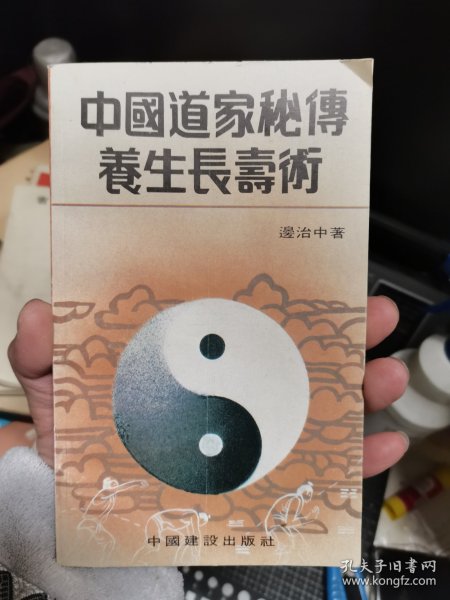 中國道家秘傳
養生長壽術
邊治中著
中國建設出版社
孔夫子旧书网
www.kongfz.com